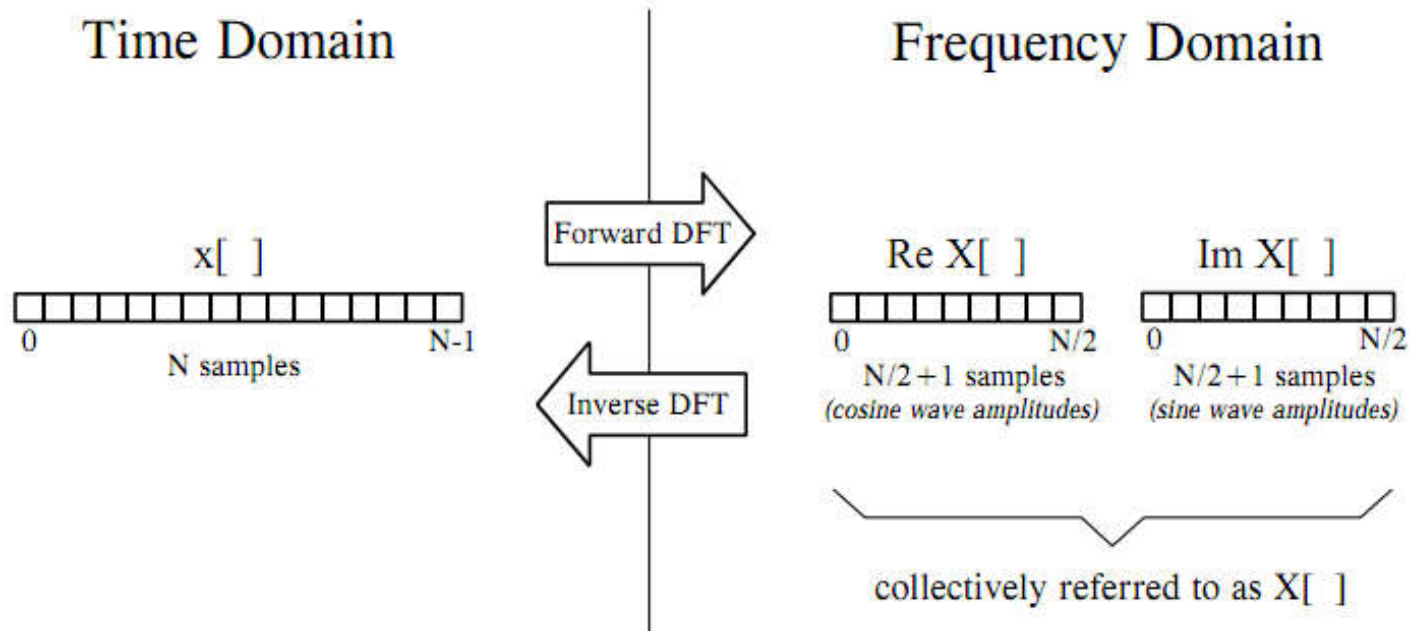 Time Domain
Frequency Domain
Forward DFT
x[ ]
Re X[ ]
Im X[ ]
0
N-1
N samples
0
N/2
0
N/2
N/2+1 samples
(cosine wave amplitudes)
N/2+1 samples
(sine wave amplitudes)
Inverse DFT
collectively referred to as X[ ]